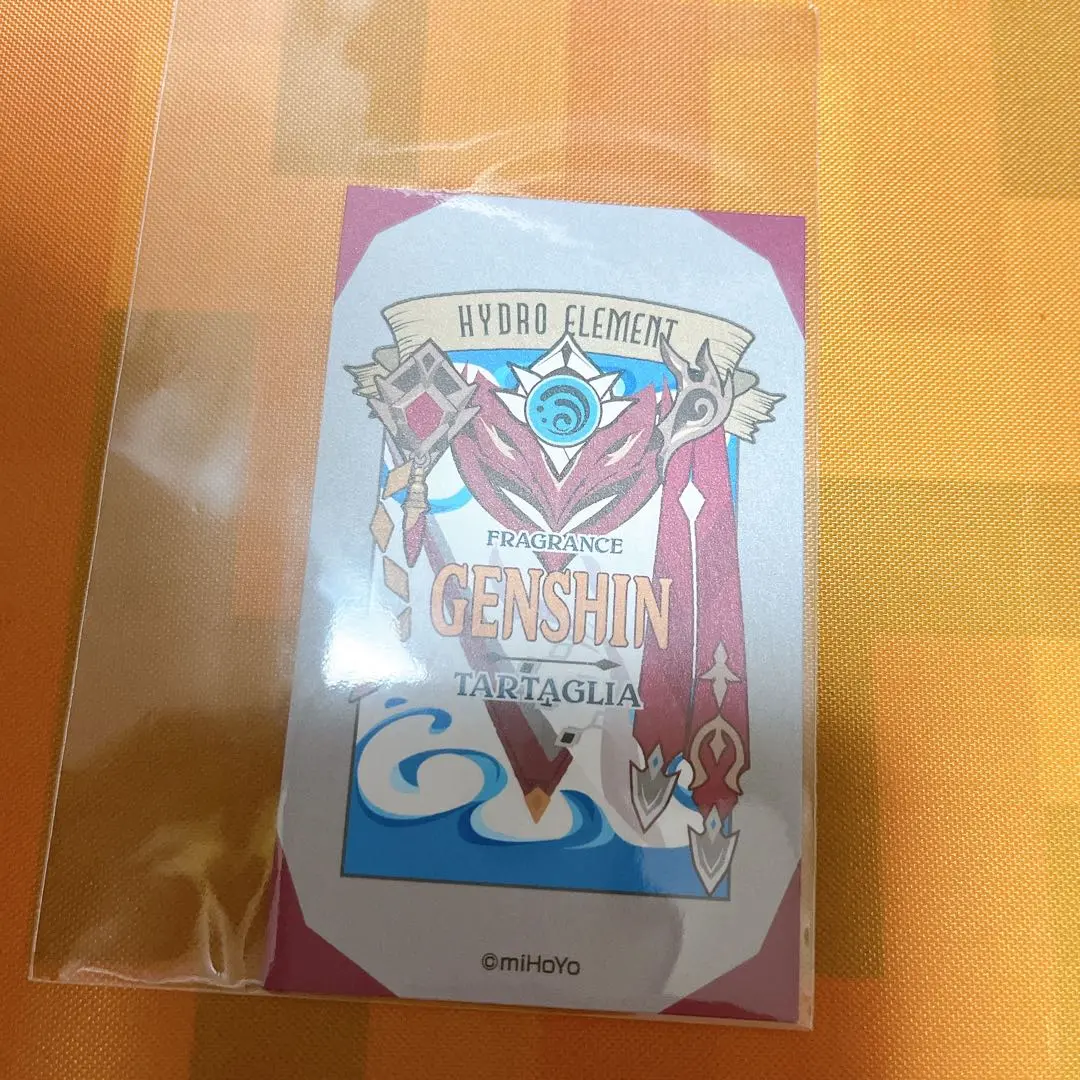 HYDRO ELEMENT
FRAGRANCE
GENSHIN
TARTAGLIA
©miHoYo